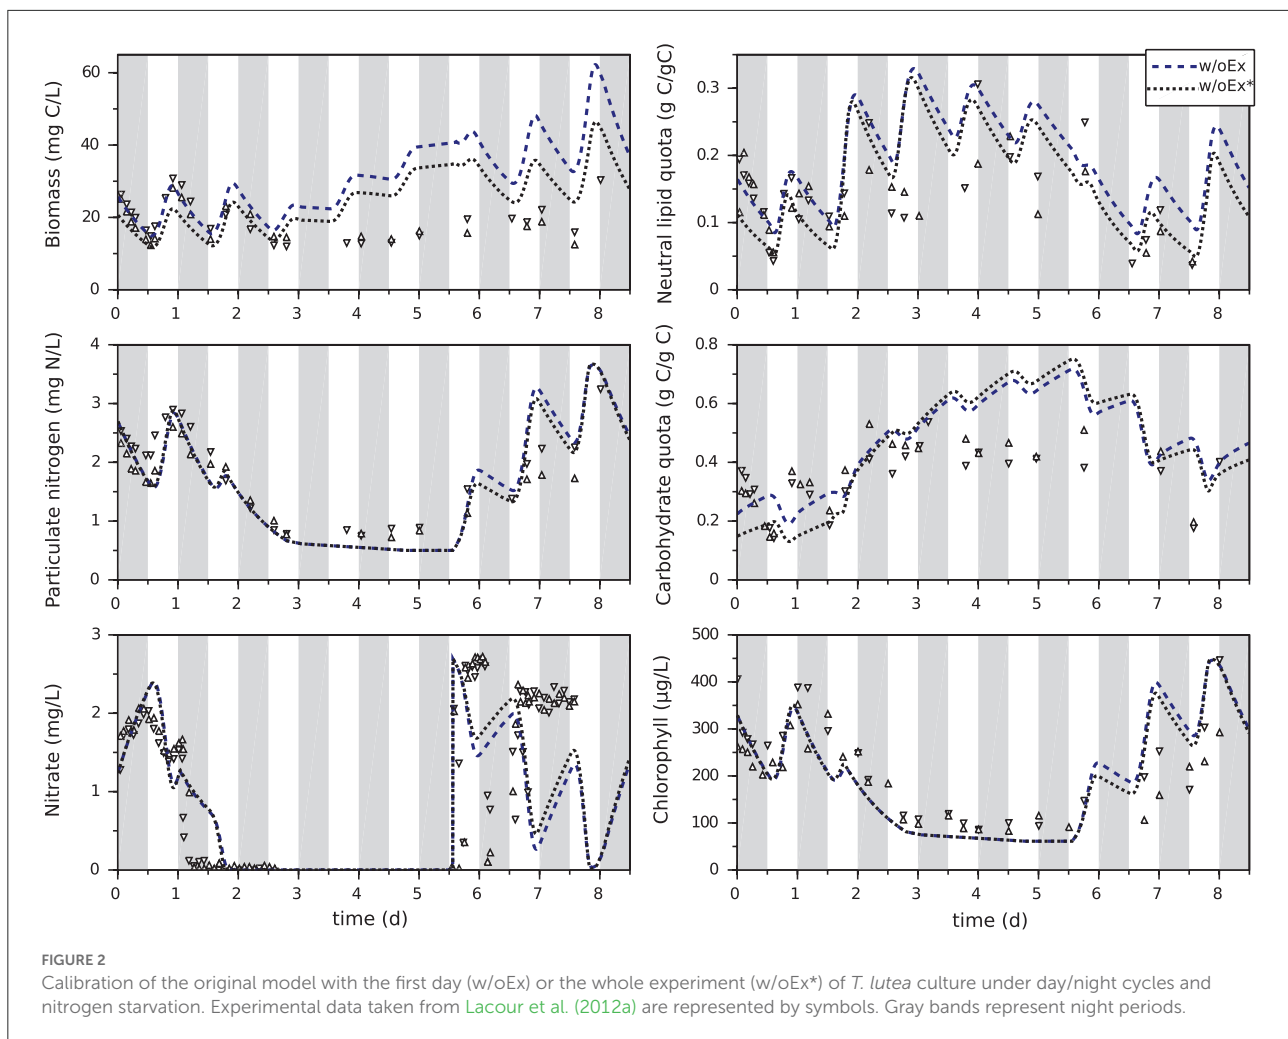 Biomass (mg C/L)
60
40
20
0
0 1 2 3 4 5 6 7 8
Neutral lipid quota (g C/gC)
0.3
0.2
0.1
0
0 1 2 3 4 5 6 7 8
w/oEx
w/oEx*
Particulate nitrogen (mg N/L)
4
3
2
1
0
0 1 2 3 4 5 6 7 8
Carbohydrate quota (g C/g C)
0.8
0.6
0.4
0.2
0
0 1 2 3 4 5 6 7 8
Nitrate (mg/L)
3
2
1
0
0 1 2 3 4 5 6 7 8
time (d)
Chlorophyll (µg/L)
500
400
300
200
100
0
0 1 2 3 4 5 6 7 8
time (d)
FIGURE 2
Calibration of the original model with the first day (w/oEx) or the whole experiment (w/oEx*) of T. lutea culture under day/night cycles and
nitrogen starvation. Experimental data taken from Lacour et al. (2012a) are represented by symbols. Gray bands represent night periods.